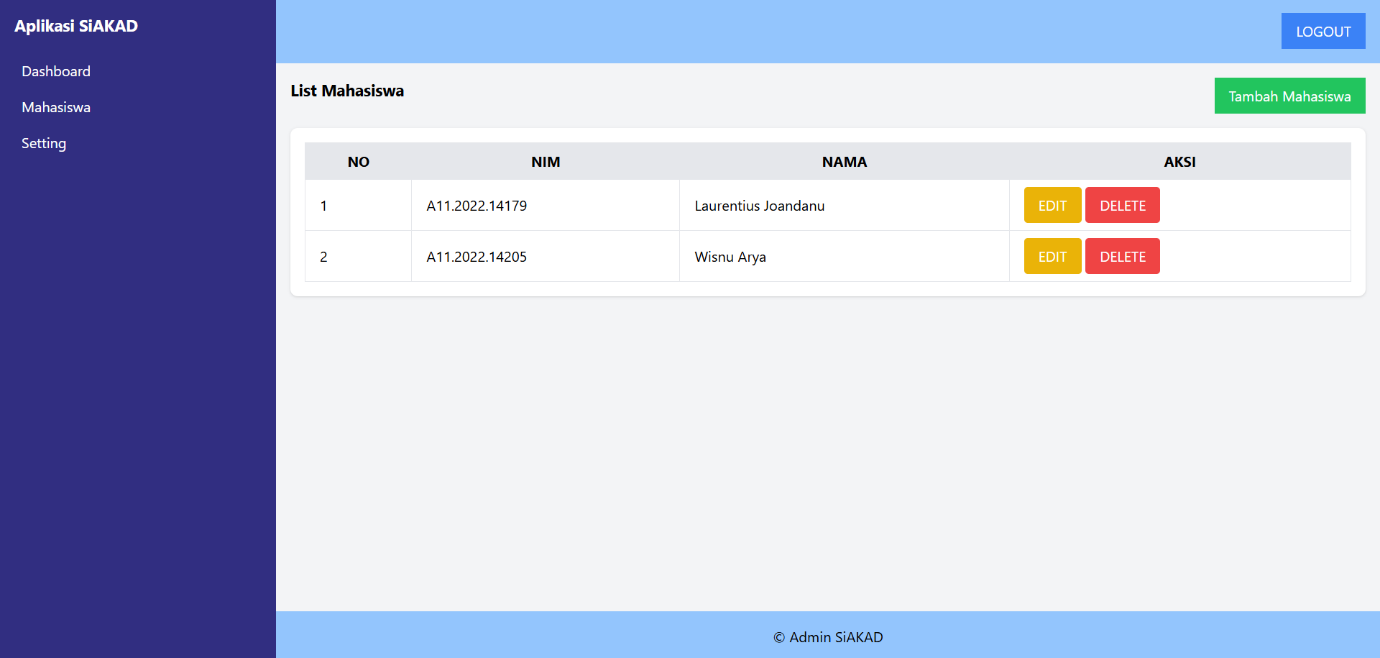 Aplikasi SiAKAD
Dashboard
Mahasiswa
Setting
LOGOUT
List Mahasiswa
Tambah Mahasiswa
NO NIM NAMA AKSI
1 A11.2022.14179 Laurentius Joandanu EDIT DELETE
2 A11.2022.14205 Wisnu Arya EDIT DELETE
© Admin SiAKAD